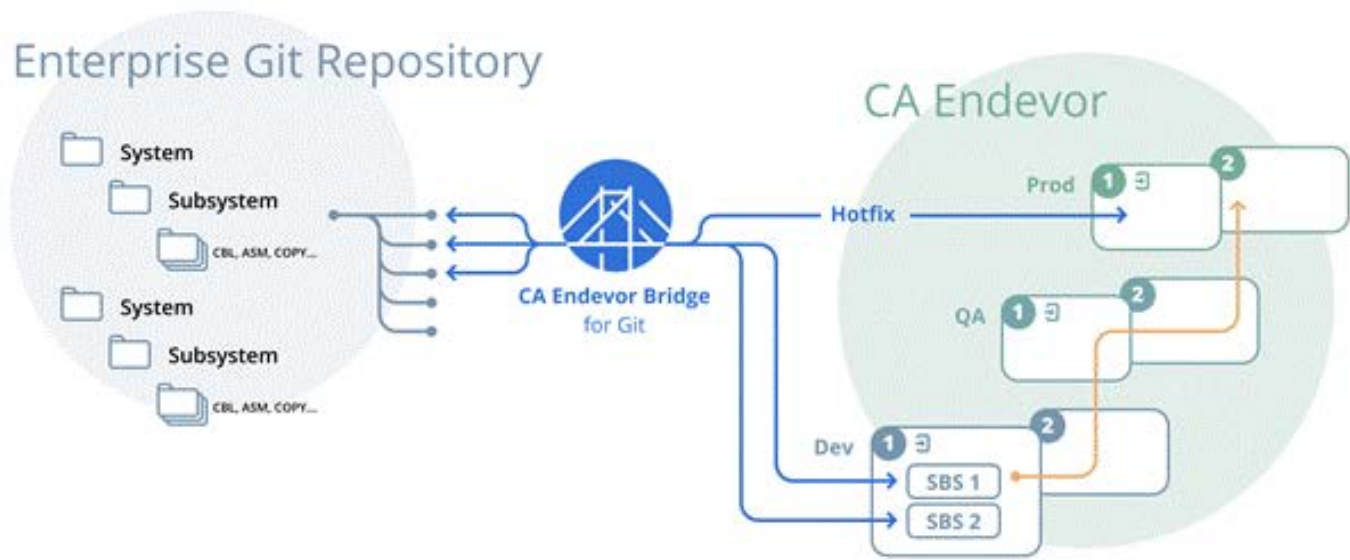 Enterprise Git Repository
System
Subsystem
CBL, ASM, COPY...
System
Subsystem
CBL, ASM, COPY...
CA Endevor Bridge
for Git
Hotfix
CA Endevor
Prod
1
2
QA
1
2
Dev
1
2
SBS 1
SBS 2